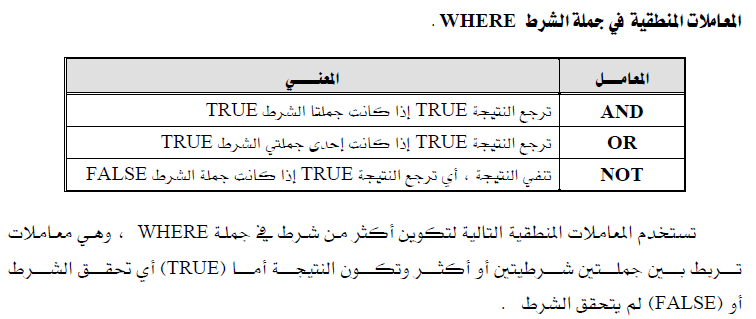 المعاملات المنطقية في جملة الشرط WHERE .
المعامــل المعنــــي
AND ترجع النتيجة TRUE إذا كانت جملتا الشرط TRUE
OR ترجع النتيجة TRUE إذا كانت إحدى جملتي الشرط TRUE
NOT تنفي النتيجة ، أي ترجع النتيجة TRUE إذا كانت جملة الشرط FALSE
تستخدم المعاملات المنطقية التالية لتكوين أكثر من شرط في جملة WHERE ، وهي معاملات
تربط بين جملتين شرطيتين أو أكثر وتكون النتيجة أما (TRUE) أي تحقق الشرط
أو (FALSE) لم يتحقق الشرط .